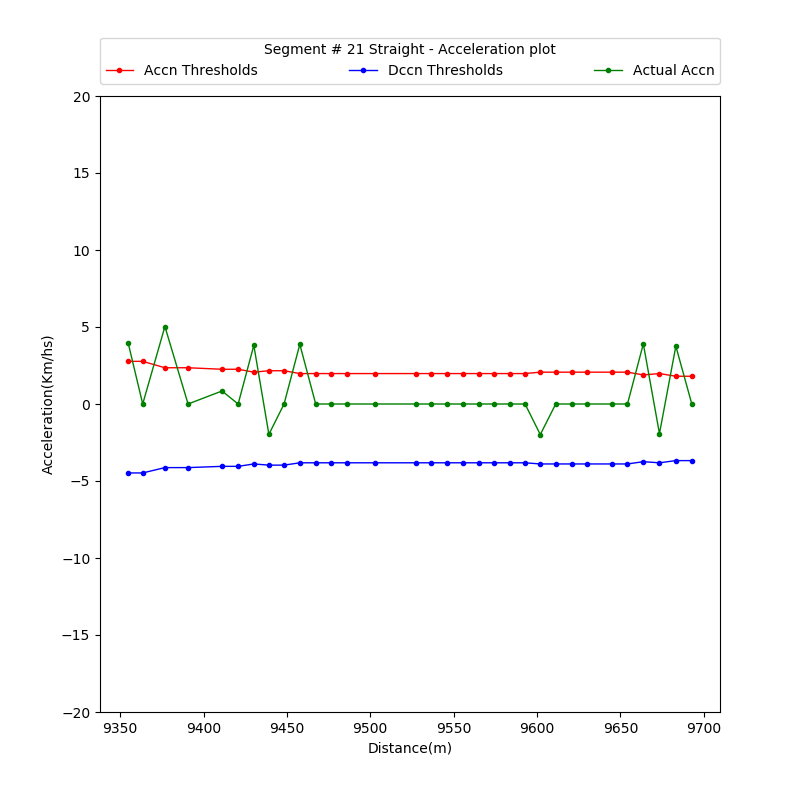 Segment # 21 Straight - Acceleration plot
Accn Thresholds Dccn Thresholds Actual Accn
20
15
10
5
0
−5
−10
−15
−20
Acceleration(Km/hs)
9350 9400 9450 9500 9550 9600 9650 9700
Distance(m)